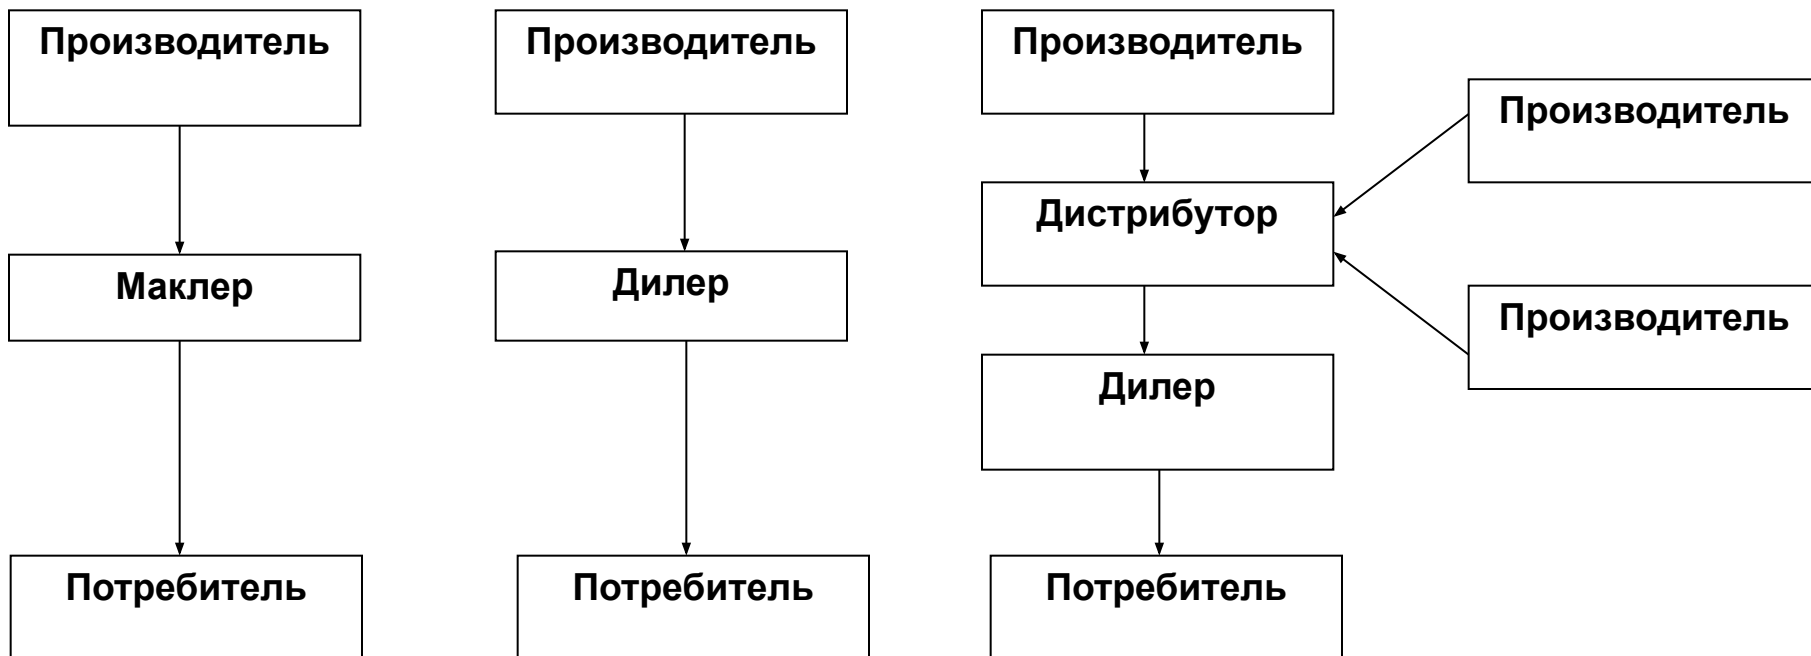 Производитель
Производитель
Производитель
Производитель
Дистрибутор
Маклер
Дилер
Производитель
Дилер
Потребитель
Потребитель
Потребитель